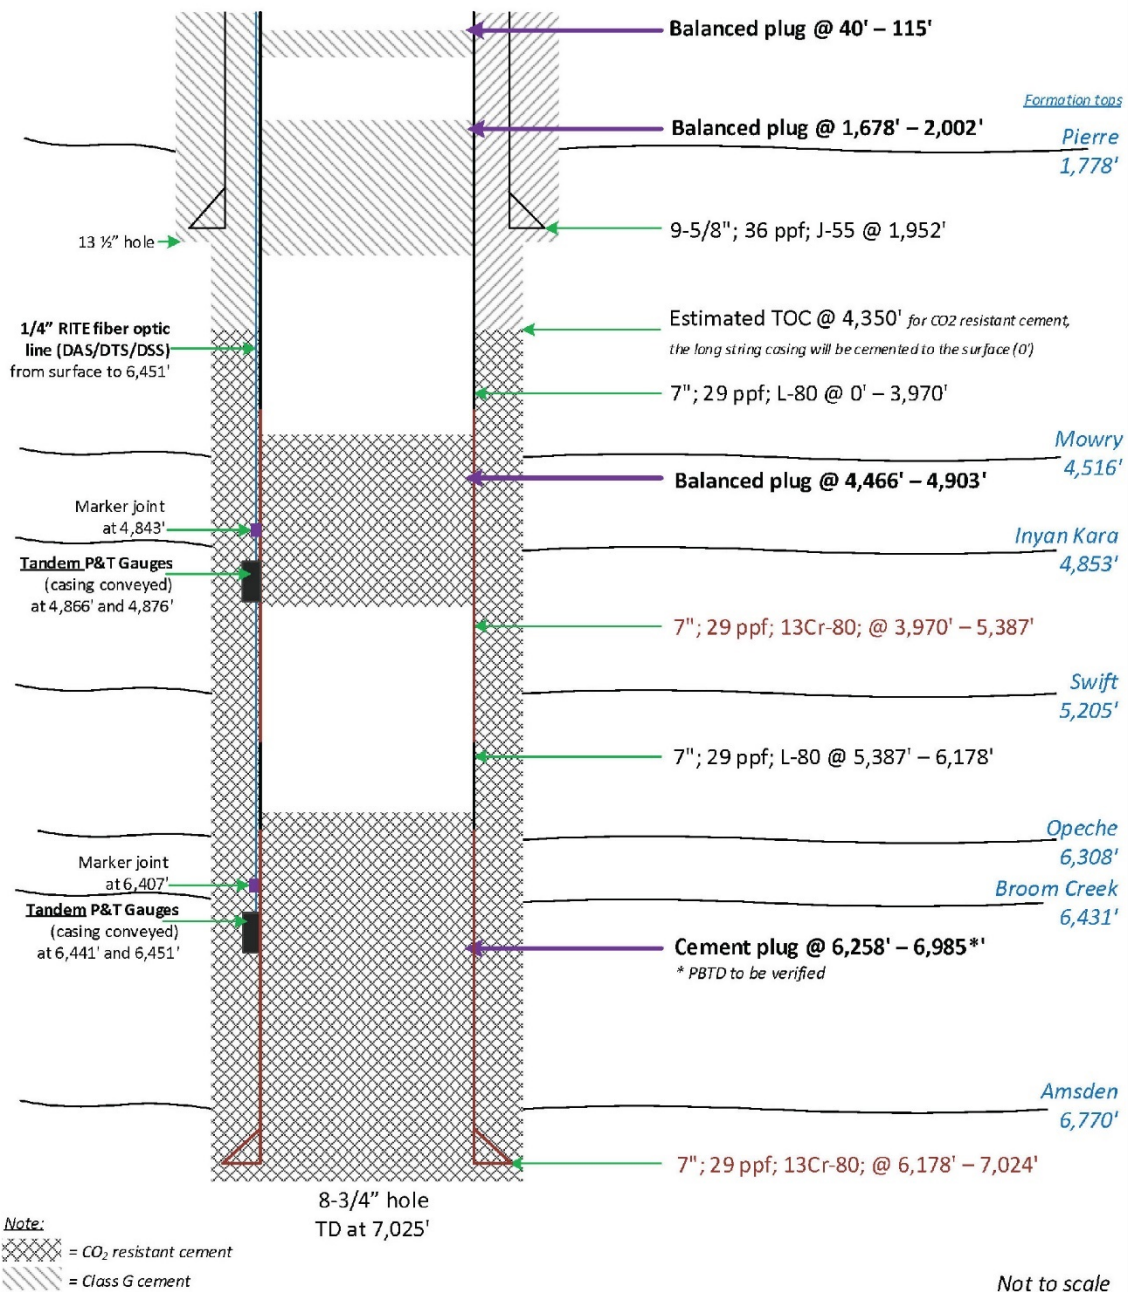 Balanced plug @ 40' – 115'
Formation tops
Balanced plug @ 1,678' – 2,002'
Pierre
1,778'
9-5/8"; 36 ppf; J-55 @ 1,952'
13 ½” hole
Estimated TOC @ 4,350' for CO2 resistant cement,
the long string casing will be cemented to the surface (0')
1/4” RITE fiber optic
line (DAS/DTS/DSS)
from surface to 6,451'
7"; 29 ppf; L-80 @ 0' – 3,970'
Mowry
4,516'
Balanced plug @ 4,466' – 4,903'
Marker joint
at 4,843'
Inyan Kara
4,853'
Tandem P&T Gauges
(casing conveyed)
at 4,866' and 4,876'
7"; 29 ppf; 13Cr-80; @ 3,970' – 5,387'
Swift
5,205'
7"; 29 ppf; L-80 @ 5,387' – 6,178'
Opeche
6,308'
Marker joint
at 6,407'
Broom Creek
6,431'
Tandem P&T Gauges
(casing conveyed)
at 6,441' and 6,451'
Cement plug @ 6,258' – 6,985*'
* PBTD to be verified
Amsden
6,770'
7"; 29 ppf; 13Cr-80; @ 6,178' – 7,024'
8-3/4” hole
TD at 7,025'
Note:
= CO2 resistant cement
= Class G cement
Not to scale